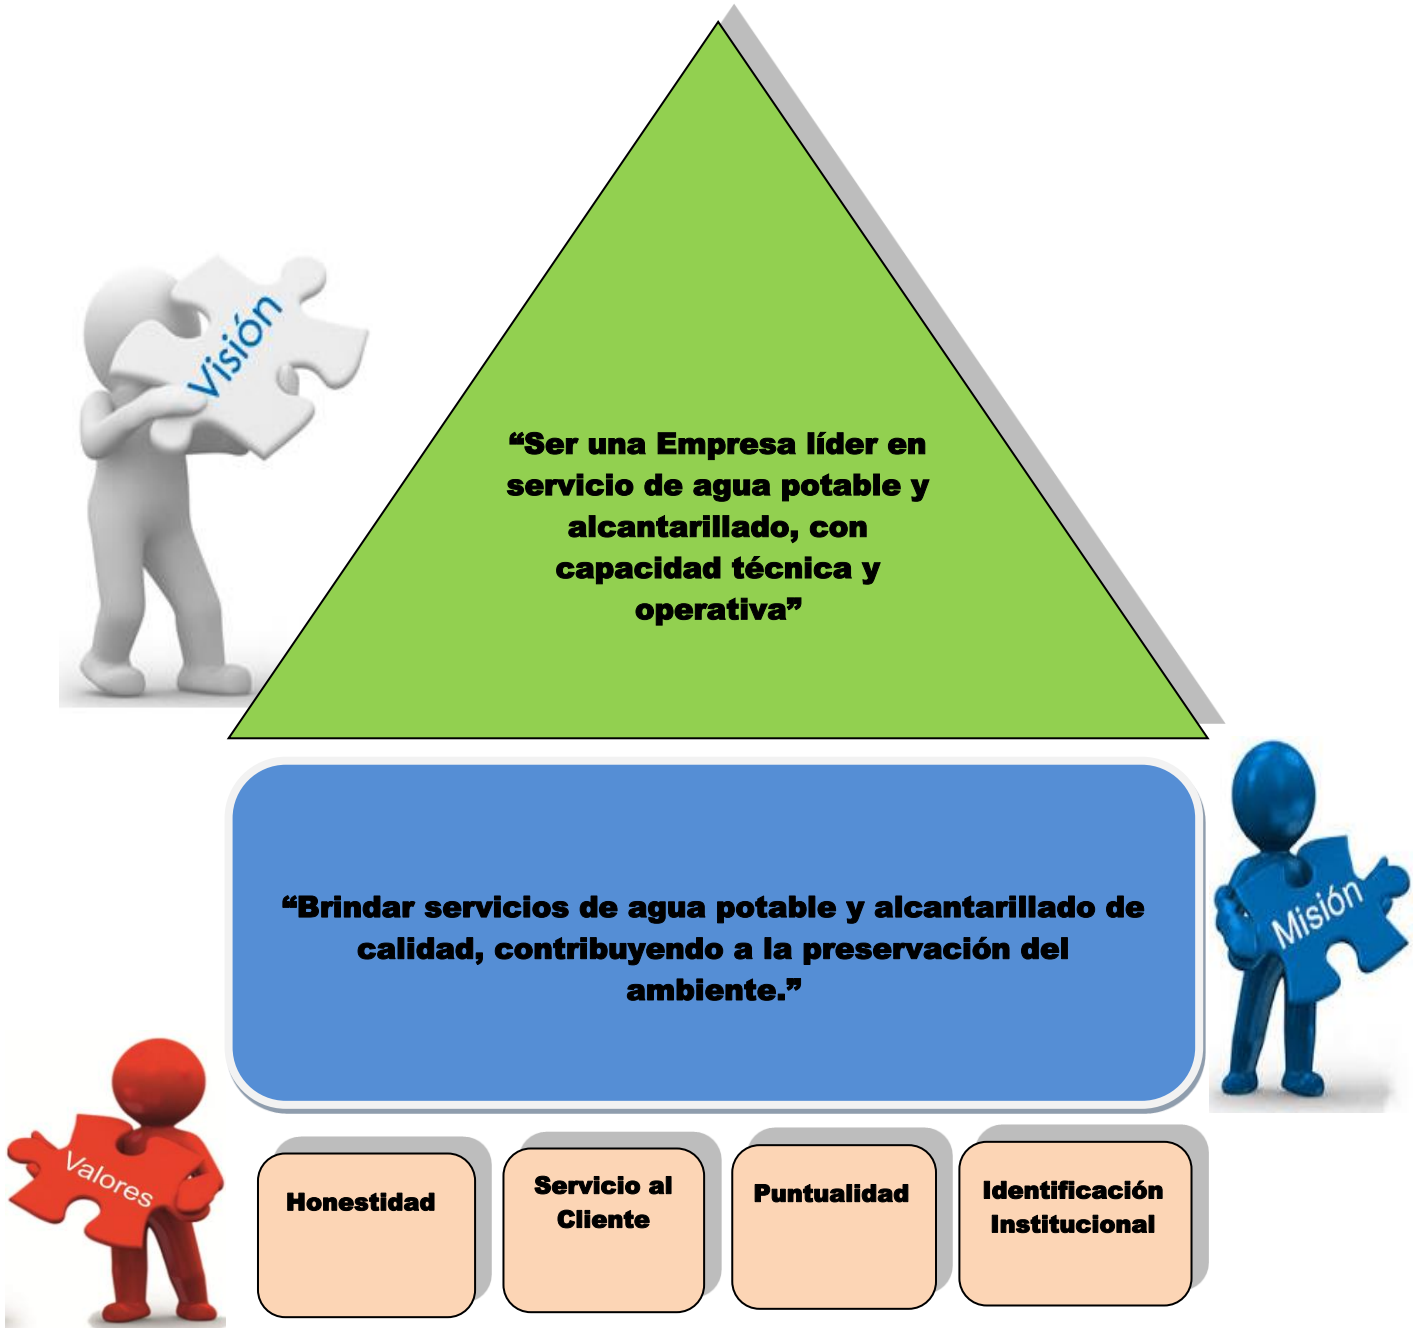 Visión
“Ser una Empresa líder en
servicio de agua potable y
alcantarillado, con
capacidad técnica y
operativa”
“Brindar servicios de agua potable y alcantarillado de
calidad, contribuyendo a la preservación del
ambiente.”
Misión
Valores
Honestidad
Servicio al
Cliente
Puntualidad
Identificación
Institucional